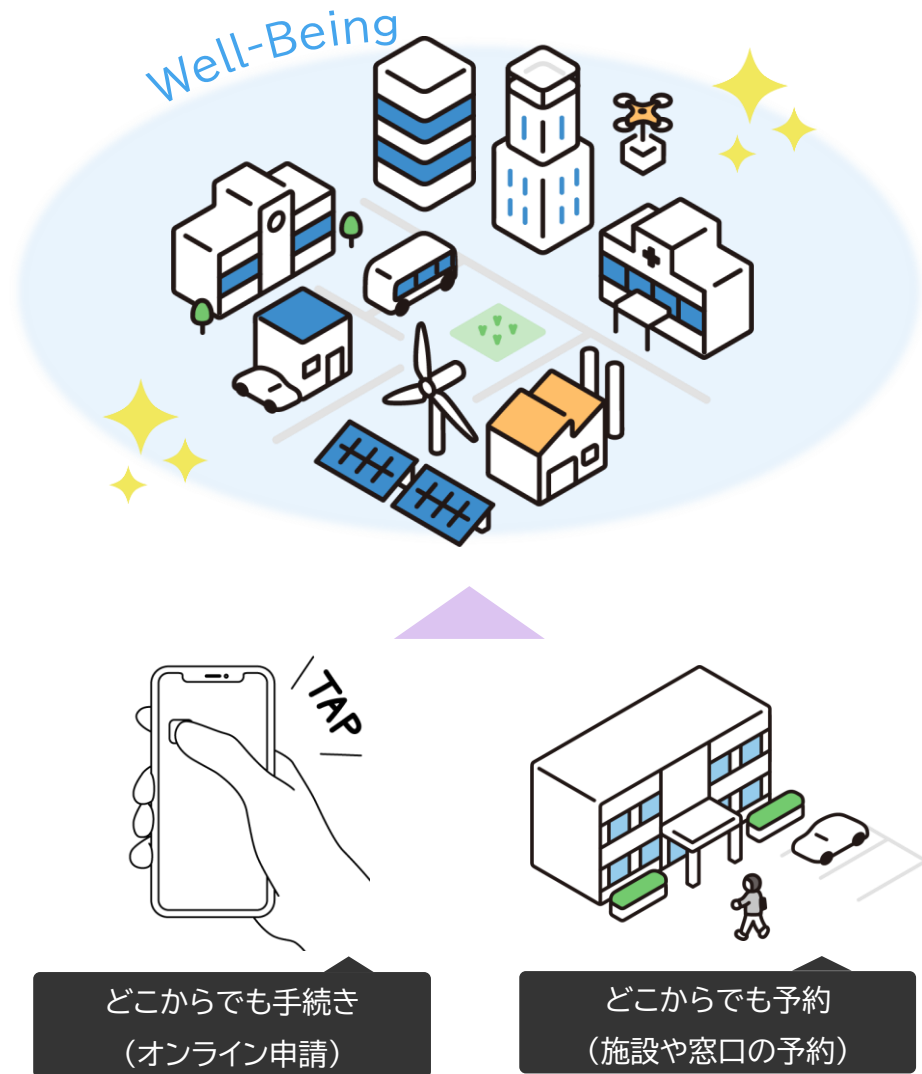 Well-Being
TAP
どこからでも手続き
（オンライン申請）
どこからでも予約
（施設や窓口の予約）